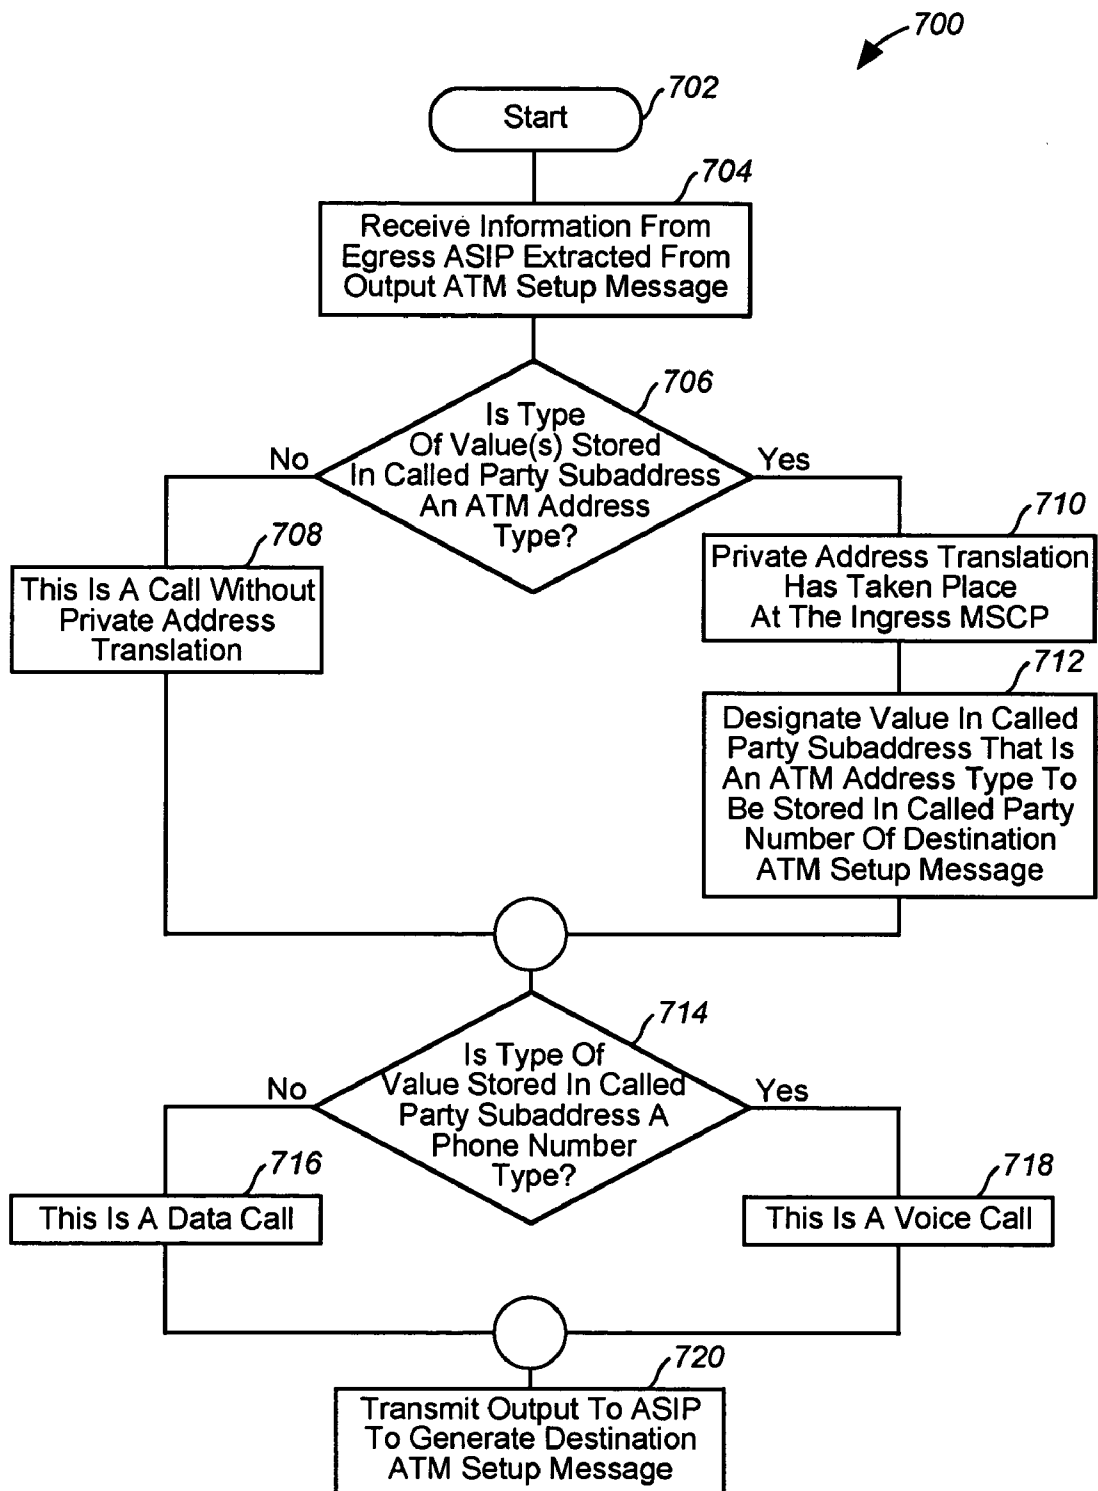 700
702
Start
704
Receive Information From
Egress ASIP Extracted From
Output ATM Setup Message
706
Is Type
Of Value(s) Stored
In Called Party Subaddress
An ATM Address
Type?
No
Yes
708
This Is A Call Without
Private Address
Translation
710
Private Address Translation
Has Taken Place
At The Ingress MSCP
712
Designate Value In Called
Party Subaddress That Is
An ATM Address Type To
Be Stored In Called Party
Number Of Destination
ATM Setup Message
714
Is Type Of
Value Stored In Called
Party Subaddress A
Phone Number
Type?
No
Yes
716
This Is A Data Call
718
This Is A Voice Call
720
Transmit Output To ASIP
To Generate Destination
ATM Setup Message